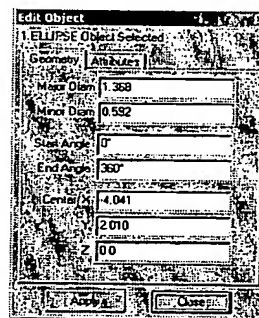 Edit Object
1 ELLIPSE Object Selected
Geometry Attributes
Major Diam 1.368
Minor Diam 0.592
Start Angle 0°
End Angle 360°
Center X -4.041
Y 2.010
Z 0.0
Apply Close